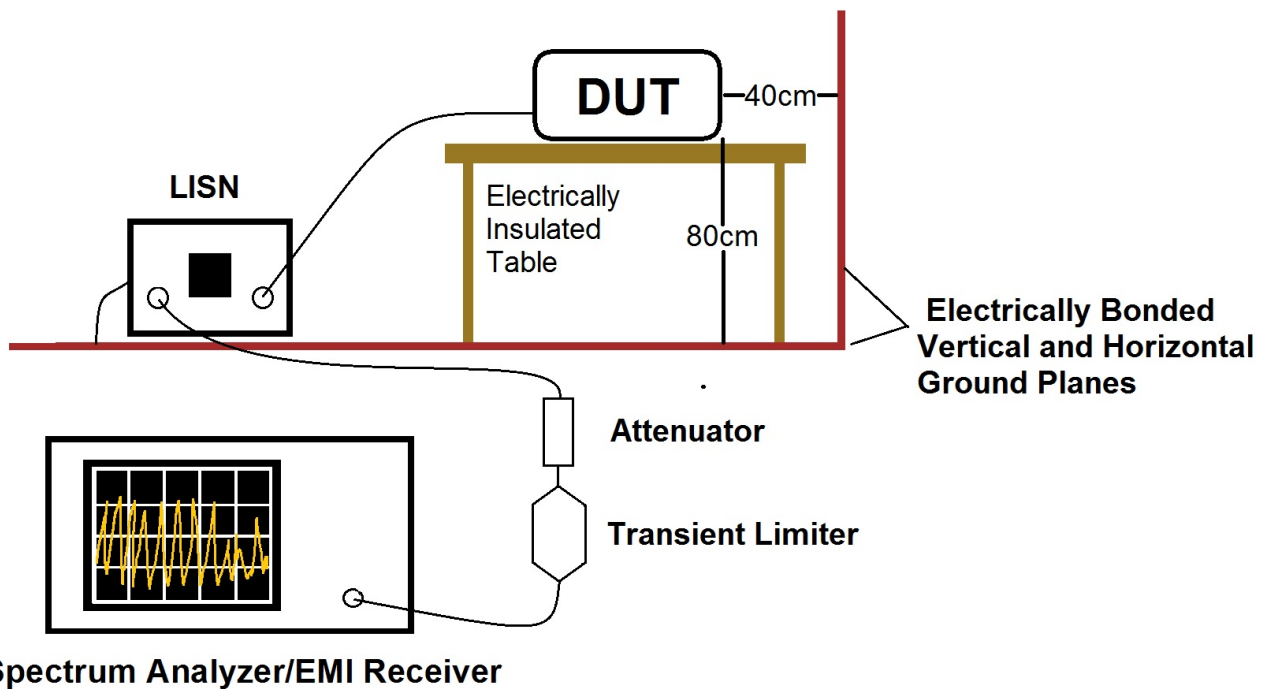 DUT
40cm
LISN
Electrically
Insulated
Table
80cm
Electrically Bonded
Vertical and Horizontal
Ground Planes
Attenuator
Transient Limiter
Spectrum Analyzer/EMI Receiver